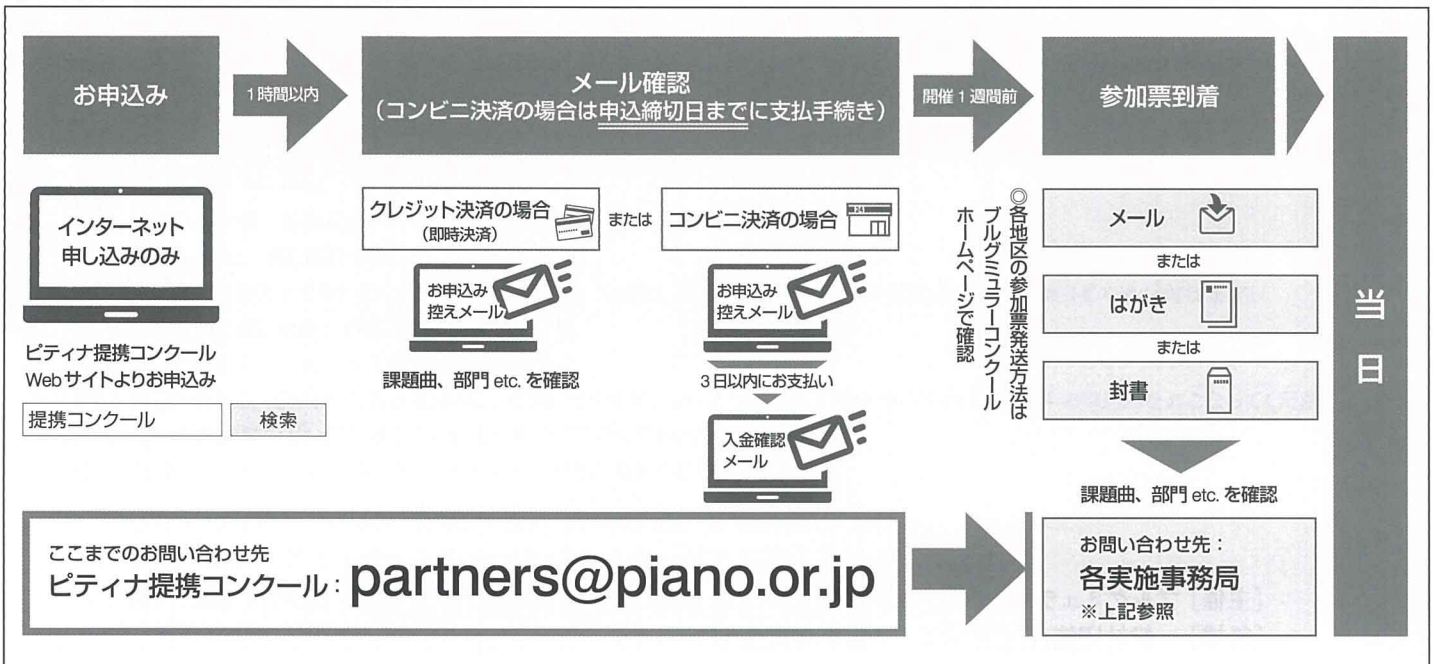 お申込み
1時間以内
メール確認
(コンビニ決済の場合は申込締切日までに支払手続き)
開催1週間前
参加票到着
当日
インターネット
申し込みのみ
ピティナ提携コンクール
Webサイトよりお申込み
提携コンクール
検索
クレジット決済の場合
(即時決済)
または
コンビニ決済の場合
24
お申込み
控えメール
課題曲、部門 etc. を確認
お申込み
控えメール
3日以内にお支払い
入金確認
メール
◎各地区の参加票発送方法は
ブルグミュラーコンクール
ホームページで確認
メール
または
はがき
または
封書
課題曲、部門 etc. を確認
ここまでのお問い合わせ先
ピティナ提携コンクール:partners@piano.or.jp
お問い合わせ先:
各実施事務局
※上記参照